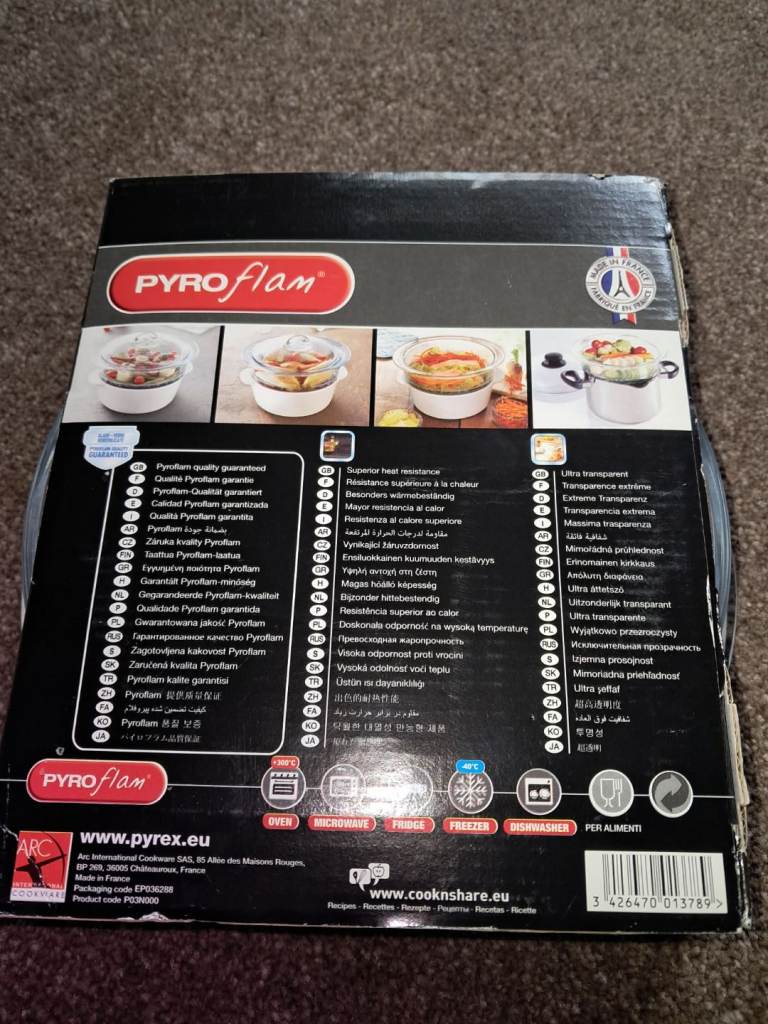 PYROflam®
MADE IN FRANCE
FABRIQUÉ EN FRANCE
GUARANTEED
GB Pyroflam quality guaranteed
F Qualité Pyroflam garantie
D Pyroflam-Qualität garantiert
E Calidad Pyroflam garantizada
I Qualità Pyroflam garantita
AR بضمانة جودة Pyroflam
CZ Záruka kvality Pyroflam
FIN Taattua Pyroflam-laatua
GR Εγγυημένη ποιότητα Pyroflam
H Garantált Pyroflam-minőség
NL Gegarandeerde Pyroflam-kwaliteit
P Qualidade Pyroflam garantida
PL Gwarantowana jakość Pyroflam
RUS Гарантированное качество Pyroflam
S Zagotovljena kakovost Pyroflam
SK Zaručená kvalita Pyroflam
TR Pyroflam kalite garantisi
ZH Pyroflam 提供质量保证
FA کیفیت تضمین شده پیروفلام
KO Pyroflam 품질 보증
JA パイロフラム品質保証
GB Superior heat resistance
F Résistance supérieure à la chaleur
D Besonders wärmebeständig
E Mayor resistencia al calor
I Resistenza al calore superiore
AR مقاومة لدرجات الحرارة المرتفعة
CZ Vynikající žáruvzdornost
FIN Ensiluokkainen kuumuuden kestävyys
GR Υψηλή αντοχή στη ζέστη
H Magas hőálló képesség
NL Bijzonder hittebestendig
P Resistência superior ao calor
PL Doskonała odporność na wysoką temperaturę
RUS Превосходная жаропрочность
S Visoka odpornost proti vrocini
SK Vysoká odolnosť voči teplu
TR Üstün ısı dayanıklılığı
ZH 出色的耐热性能
FA مقاوم در برابر حرارت زیاد
KO 탁월한 내열성 만능형 제품
JA
GB Ultra transparent
F Transparence extrême
D Extreme Transparenz
E Transparencia extrema
I Massima trasparenza
AR شفافية فائقة
CZ Mimořádná průhlednost
FIN Erinomainen kirkkaus
GR Απόλυτη διαφάνεια
H Ultra áttetsző
NL Uitzonderlijk transparant
P Ultra transparente
PL Wyjątkowo przezroczysty
RUS Исключительная прозрачность
S Izjemna prosojnost
SK Mimoriadna priehľadnosť
TR Ultra şeffaf
ZH 超高透明度
FA شفافیت فوق العاده
KO 투명성
JA 超透明
PYROflam®
+300°C
-40°C
OVEN MICROWAVE FRIDGE FREEZER DISHWASHER PER ALIMENTI
ARC
INTERNATIONAL
COOKWARE
www.pyrex.eu
Arc International Cookware SAS, 85 Allée des Maisons Rouges,
BP 269, 36005 Châteauroux, France
Made in France
Packaging code EP036288
Product code P03N000
www.cooknshare.eu
Recipes - Recettes - Rezepte - Рецепты - Recetas - Ricette
3 426470 013789 >